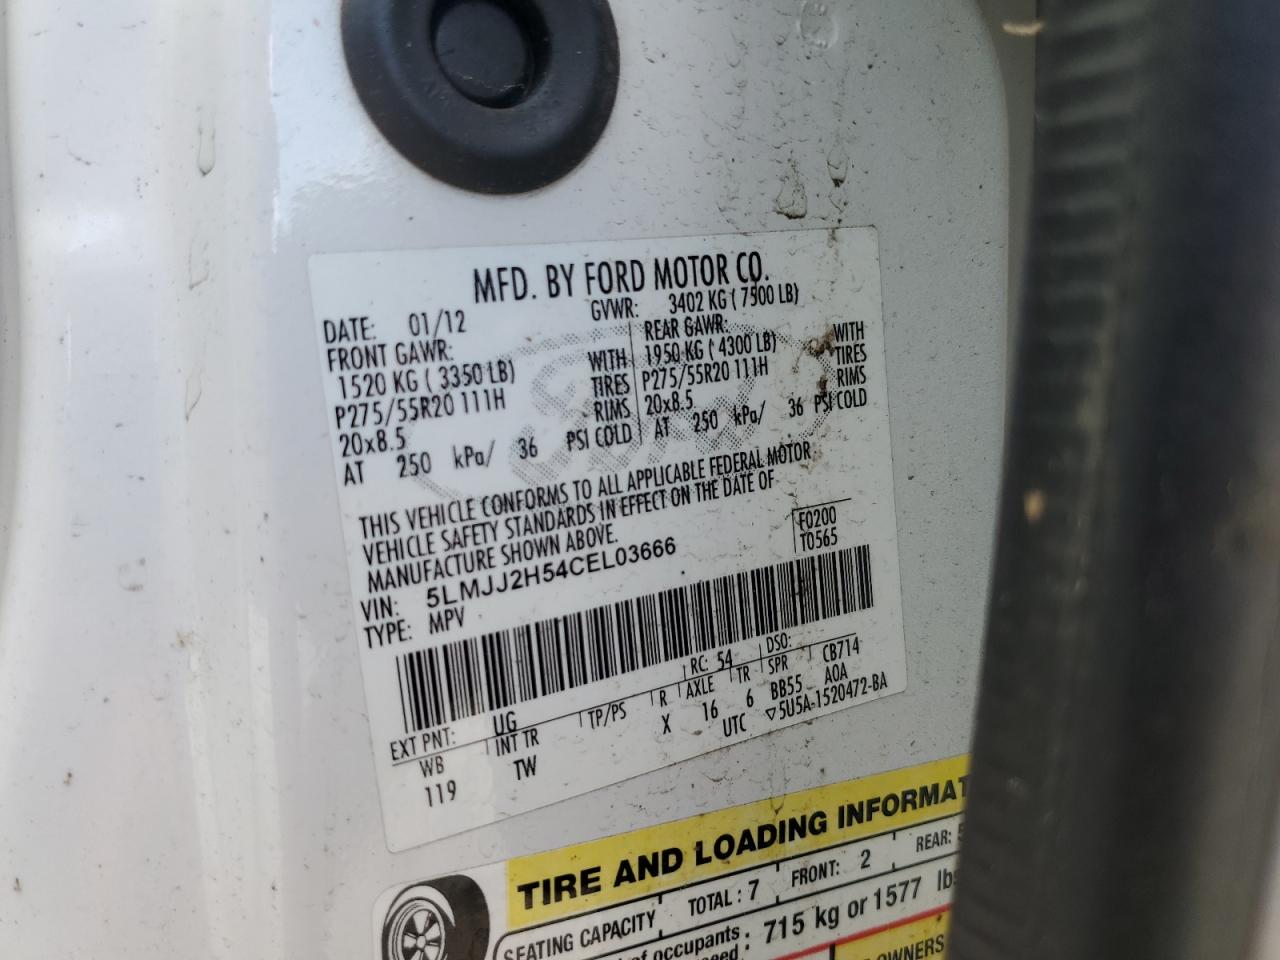 MFD. BY FORD MOTOR CO.
DATE: 01/12 GVWR: 3402 KG ( 7500 LB)
FRONT GAWR: REAR GAWR:
1520 KG ( 3350 LB) WITH 1950 KG ( 4300 LB) WITH
P275/55R20 111H TIRES P275/55R20 111H TIRES
20x8.5 RIMS 20x8.5 RIMS
AT 250 kPa/ 36 PSI COLD AT 250 kPa/ 36 PSI COLD
THIS VEHICLE CONFORMS TO ALL APPLICABLE FEDERAL MOTOR
VEHICLE SAFETY STANDARDS IN EFFECT ON THE DATE OF
MANUFACTURE SHOWN ABOVE.
F0200
T0565
VIN: 5LMJJ2H54CEL03666
TYPE: MPV
EXT PNT: UG RC: 54 DSO:
WB INT TR TP/PS R AXLE TR SPR CB714
119 TW X 16 6 BB55 A0A
UTC ▽5U5A-1520472-BA
TIRE AND LOADING INFORMAT
SEATING CAPACITY TOTAL: 7 FRONT: 2 REAR: 5
of occupants : 715 kg or 1577 lbs
OWNERS